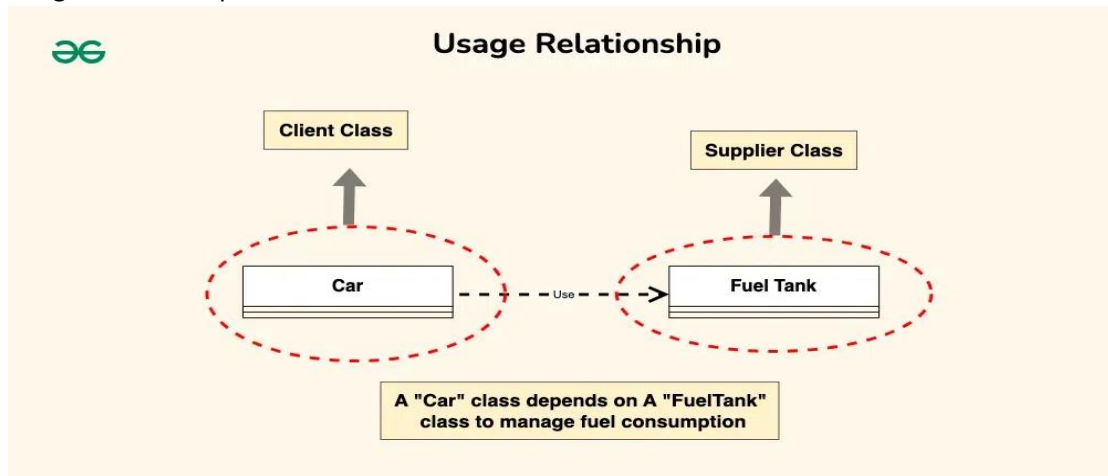 Usage Relationship
Client Class
Supplier Class
Car
Use
Fuel Tank
A "Car" class depends on A "FuelTank"
class to manage fuel consumption